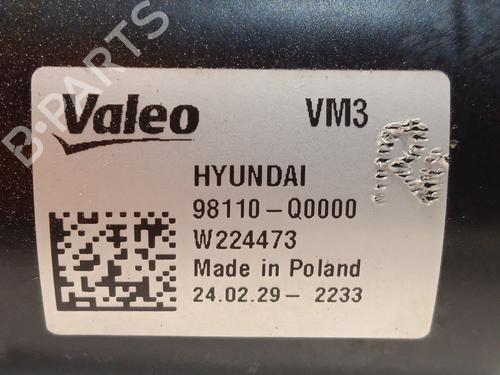 B-PARTS
Valeo VM3
R
HYUNDAI
98110-Q0000
W224473
Made in Poland
24.02.29- 2233